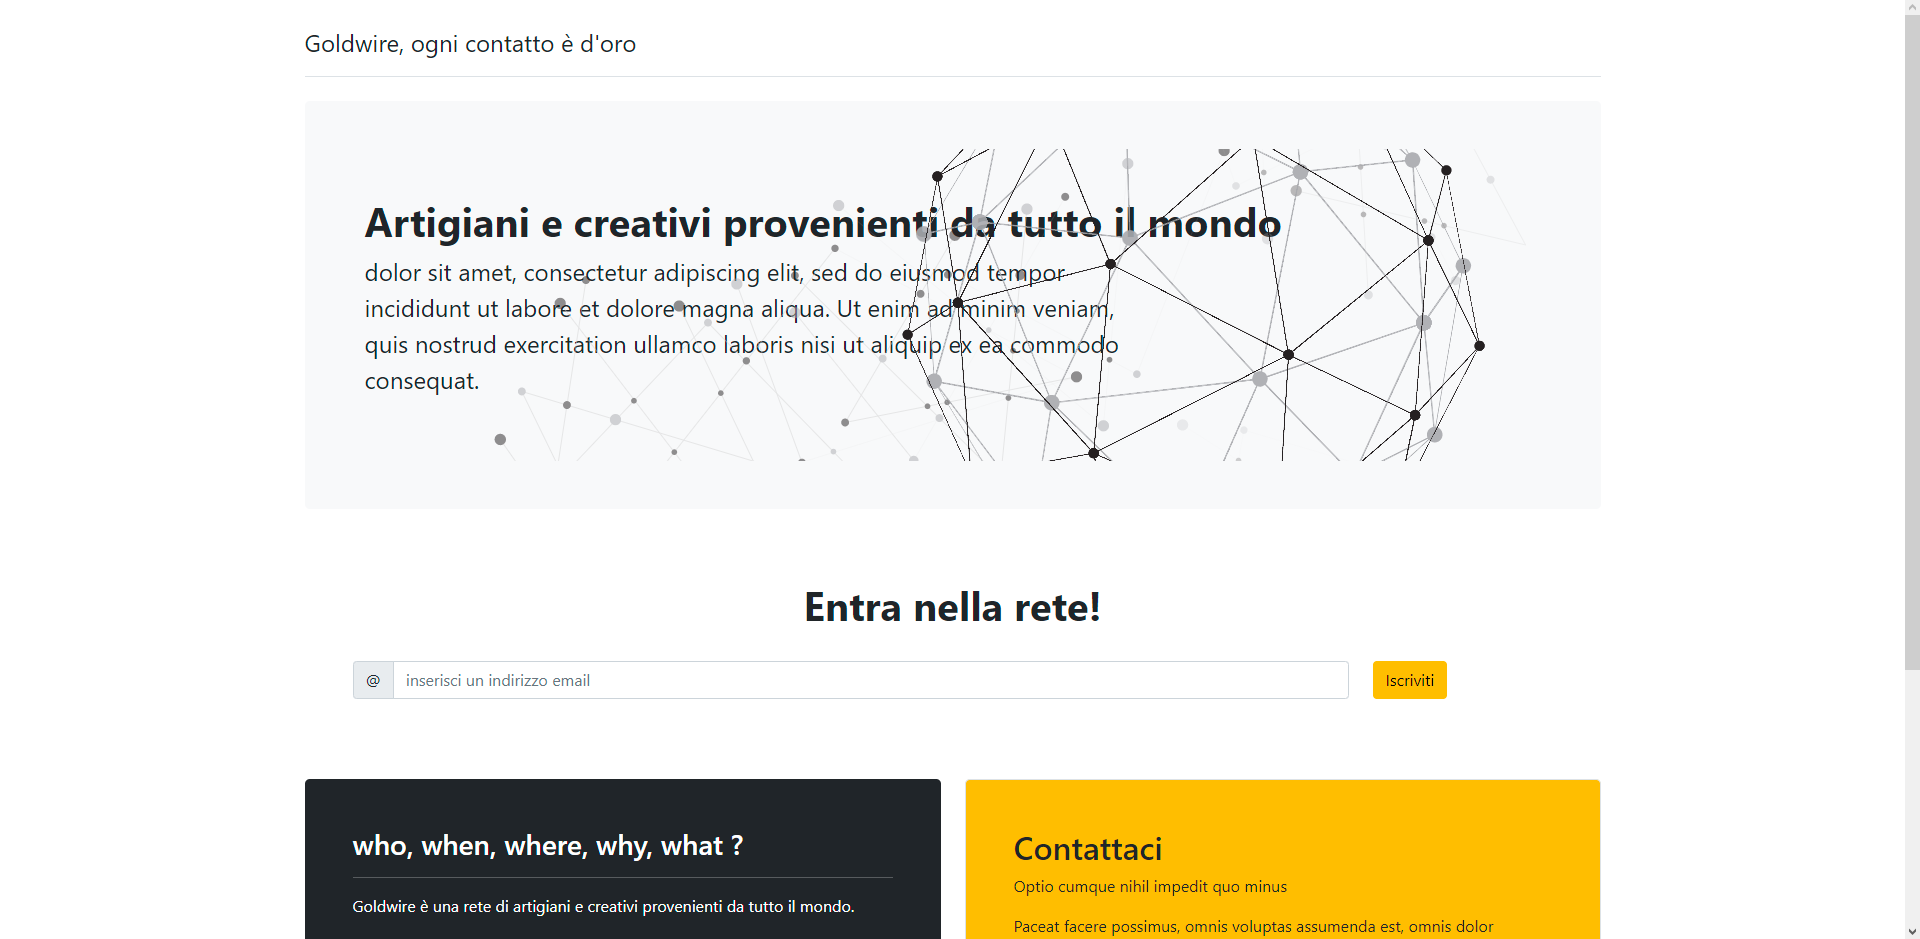 Goldwire, ogni contatto è d'oro
Artigiani e creativi provenienti da tutto il mondo
dolor sit amet, consectetur adipiscing elit, sed do eiusmod tempor
incididunt ut labore et dolore magna aliqua. Ut enim ad minim veniam,
quis nostrud exercitation ullamco laboris nisi ut aliquip ex ea commodo
consequat.
Entra nella rete!
@ inserisci un indirizzo email
Iscriviti
who, when, where, why, what ?
Goldwire è una rete di artigiani e creativi provenienti da tutto il mondo.
Contattaci
Optio cumque nihil impedit quo minus
Paceat facere possimus, omnis voluptas assumenda est, omnis dolor